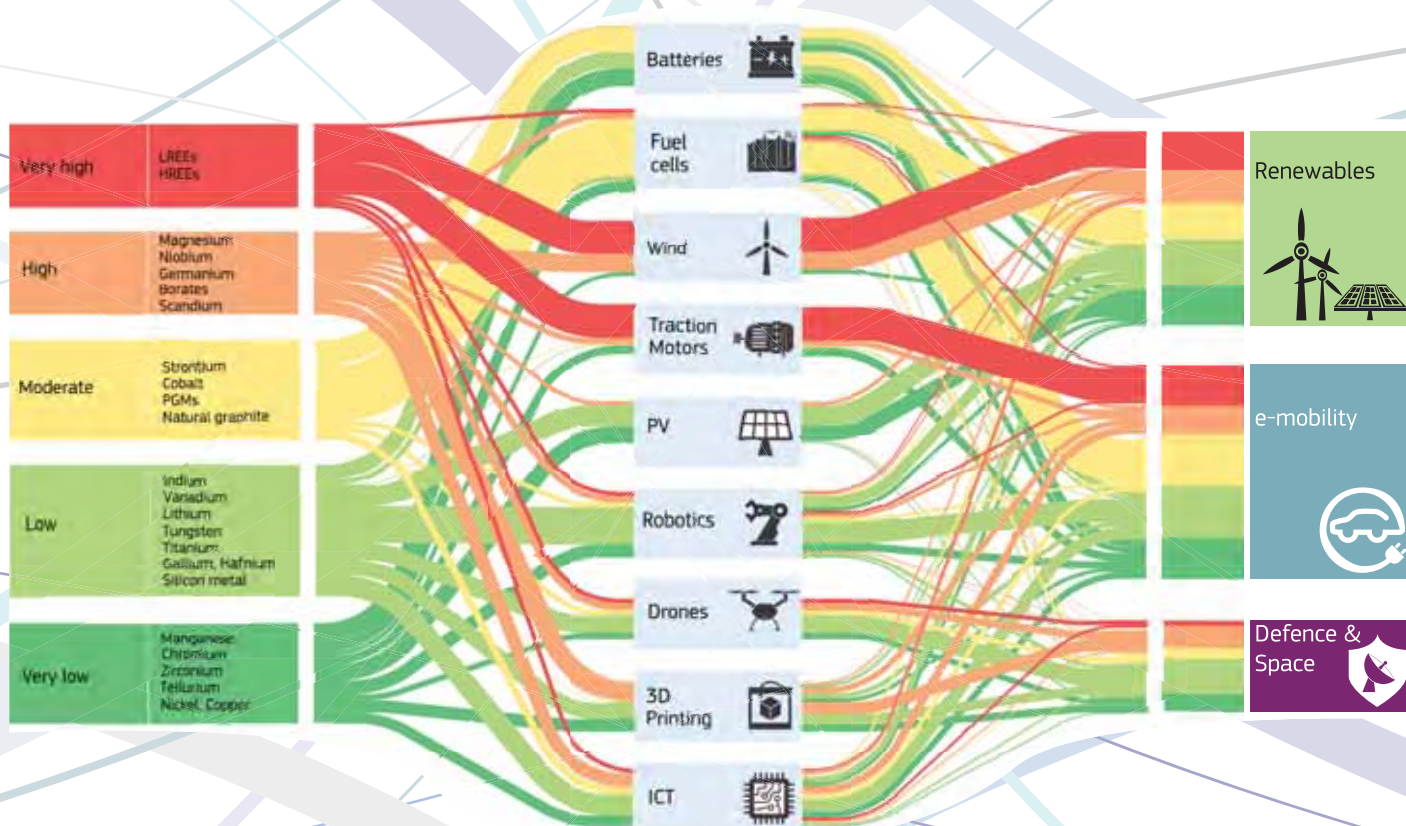 Very high
LREEs
HREEs
High
Magnesium
Niobium
Germanium
Borates
Scandium
Moderate
Strontium
Cobalt
PGMs
Natural graphite
Low
Indium
Vanadium
Lithium
Tungsten
Titanium
Gallium, Hafnium
Silicon metal
Very low
Manganese
Chromium
Zirconium
Tellurium
Nickel, Copper
Batteries
Fuel
cells
Wind
Traction
Motors
PV
Robotics
Drones
3D
Printing
ICT
Renewables
e-mobility
Defence &
Space